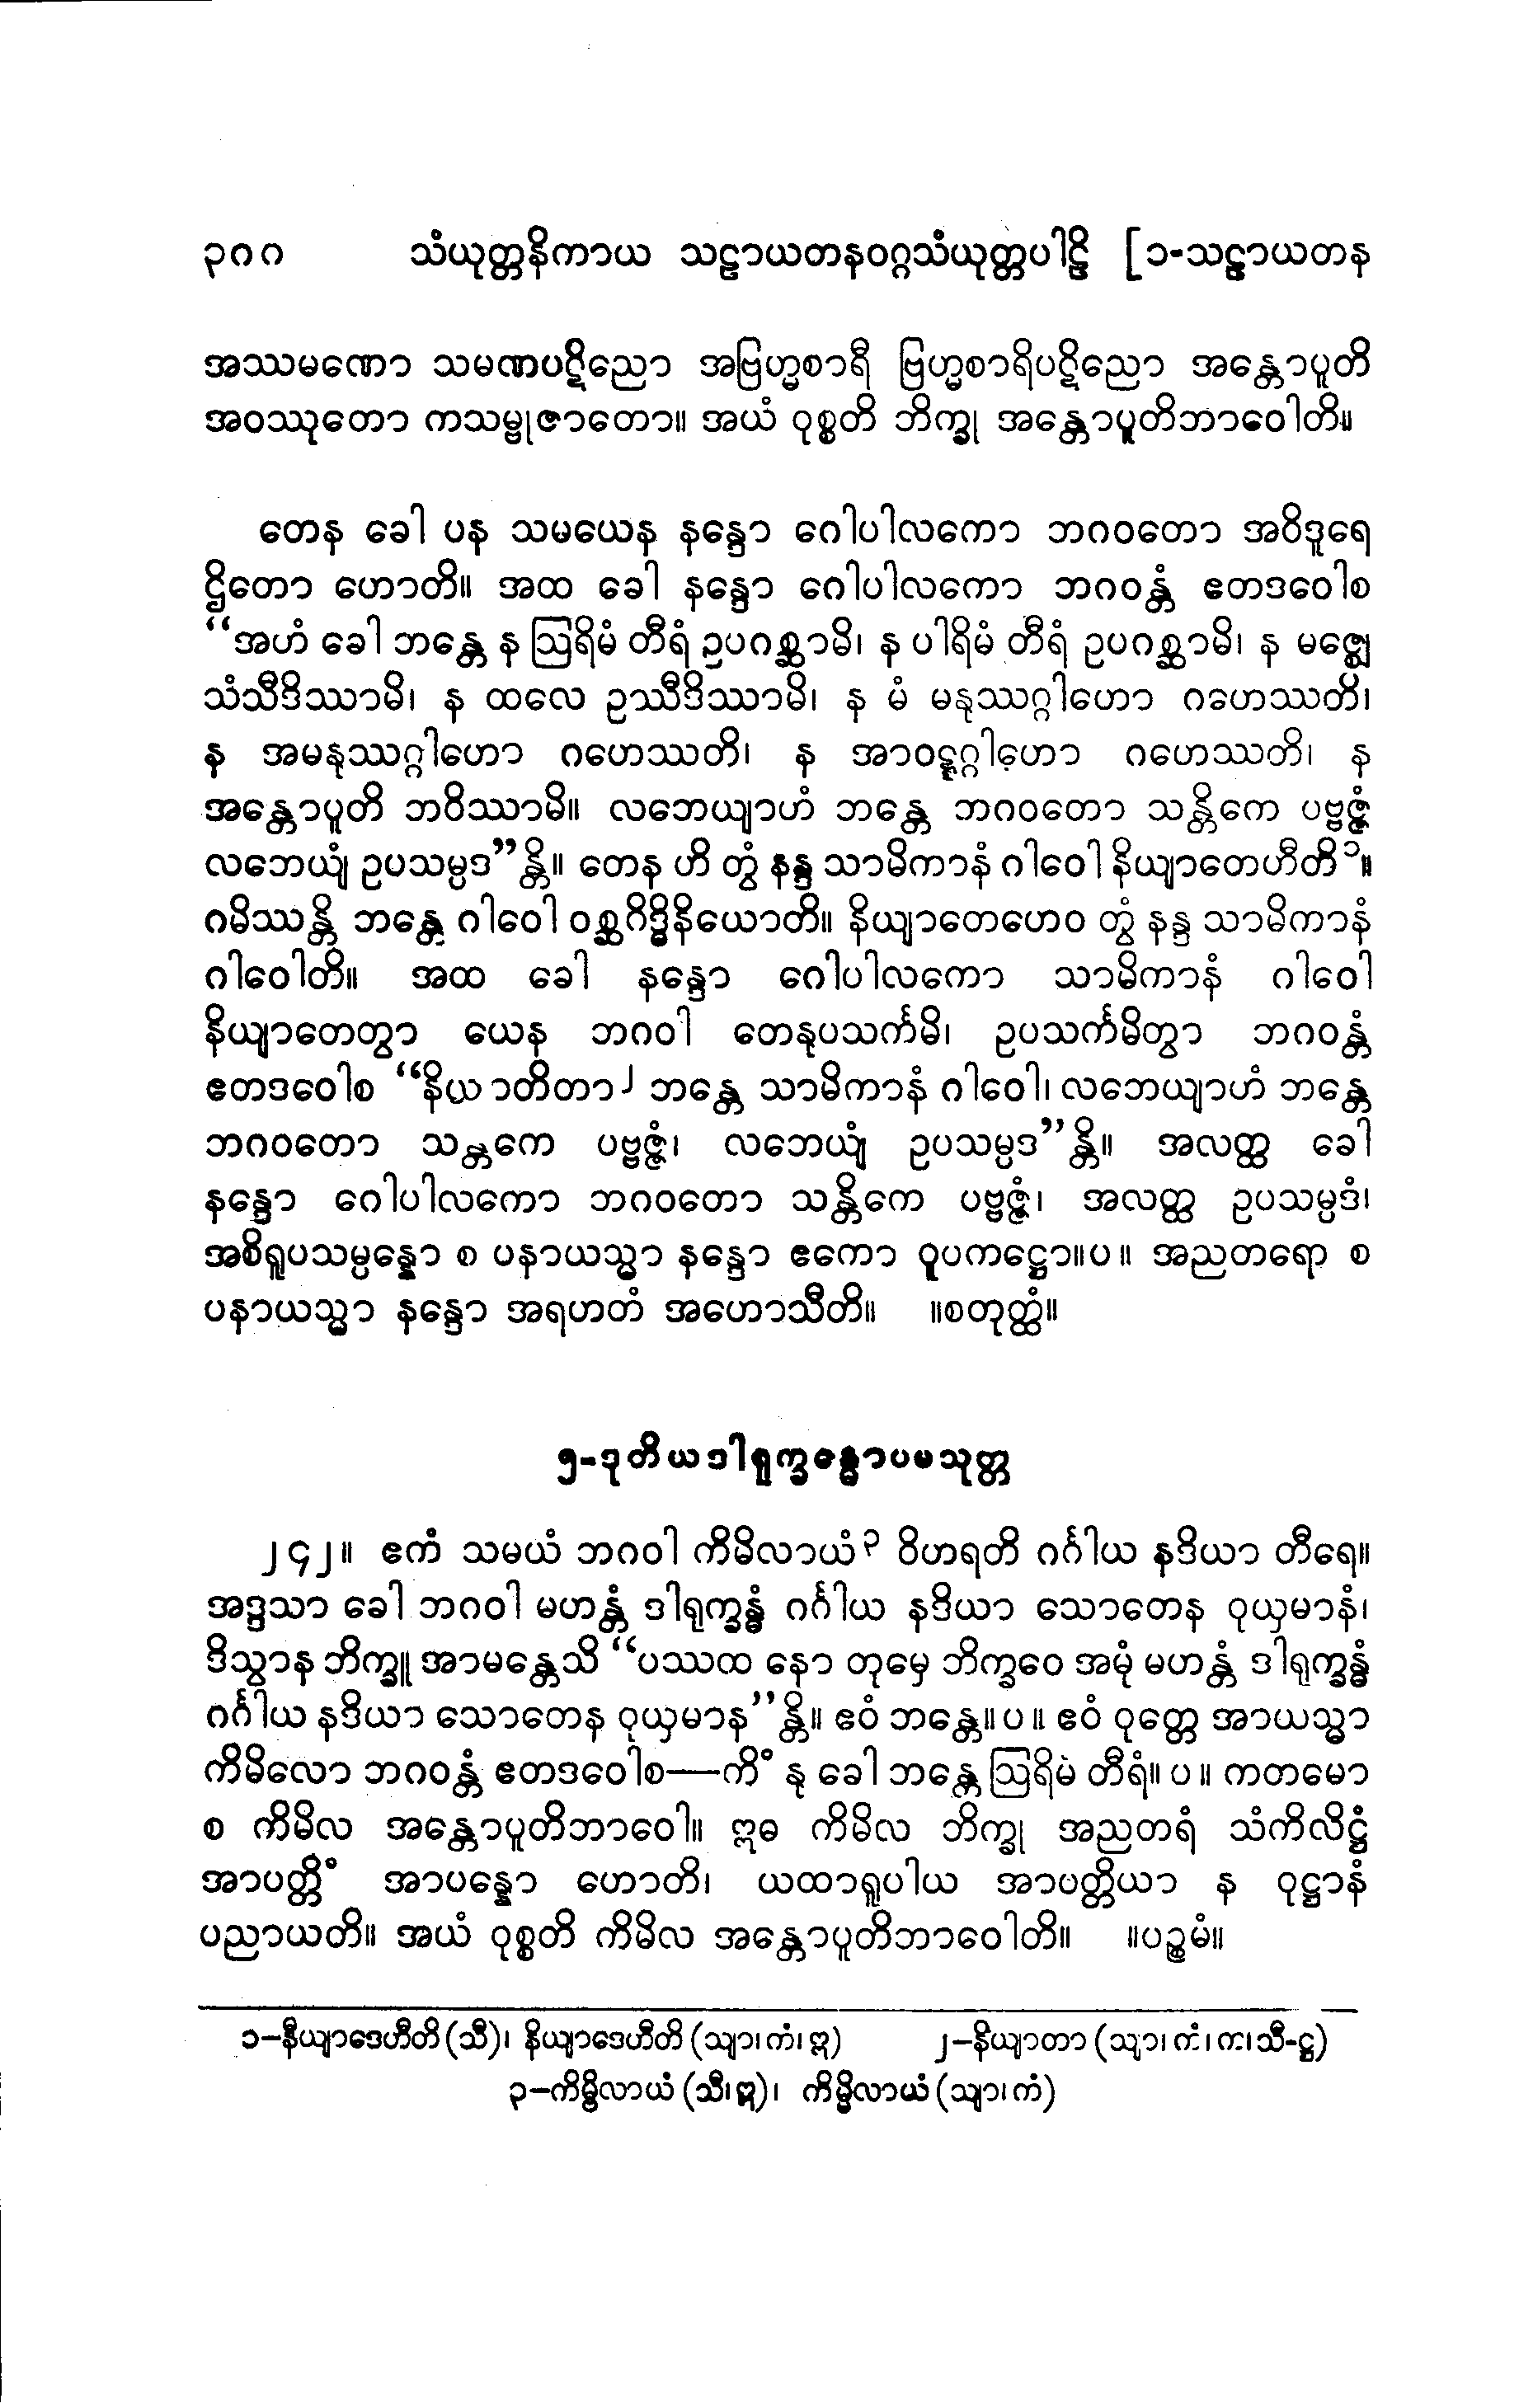 ၃၈၈ သံယုတ္တနိကာယ သဠာယတနဝဂ္ဂသံယုတ္တပါဠိ [၁-သဠာယတန
အဿမဏော သမဏပဋိညော အဗြဟ္မစာရီ ဗြဟ္မစာရိပဋိညော အန္တောပူတိ
အဝဿုတော ကသမ္ဗုဇာတော။ အယံ ဝုစ္စတိ ဘိက္ခု အန္တောပူတိဘာဝေါတိ။
တေန ခေါ ပန သမယေန နန္ဒော ဂေါပါလကော ဘဂဝတော အဝိဒူရေ
ဌိတော ဟောတိ။ အထ ခေါ နန္ဒော ဂေါပါလကော ဘဂဝန္တံ ဧတဒဝေါစ
“အဟံ ခေါ ဘန္တေ န ဩရိမံ တီရံ ဥပဂစ္ဆာမိ၊ န ပါရိမံ တီရံ ဥပဂစ္ဆာမိ၊ န မဇ္ဈေ
သံသီဒိဿာမိ၊ န ထလေ ဥဿီဒိဿာမိ၊ န မံ မနုဿဂ္ဂါဟော ဂဟေဿတိ၊
န အမနုဿဂ္ဂါဟော ဂဟေဿတိ၊ န အာဝဋ္ဋဂ္ဂါဟော ဂဟေဿတိ၊ န
အန္တောပူတိ ဘဝိဿာမိ။ လဘေယျာဟံ ဘန္တေ ဘဂဝတော သန္တိကေ ပဗ္ဗဇ္ဇံ
လဘေယျံ ဥပသမ္ပဒ”န္တိ။ တေန ဟိ တွံ နန္ဒ သာမိကာနံ ဂါဝေါ နိယျာတေဟီတိ၁။
ဂမိဿန္တိ ဘန္တေ ဂါဝေါ ဝစ္ဆဂိဒ္ဓိနိယောတိ။ နိယျာတေဟေဝ တွံ နန္ဒ သာမိကာနံ
ဂါဝေါတိ။ အထ ခေါ နန္ဒော ဂေါပါလကော သာမိကာနံ ဂါဝေါ
နိယျာတေတွာ ယေန ဘဂဝါ တေနုပသင်္ကမိ၊ ဥပသင်္ကမိတွာ ဘဂဝန္တံ
ဧတဒဝေါစ “နိယျာတိတာ၂ ဘန္တေ သာမိကာနံ ဂါဝေါ၊ လဘေယျာဟံ ဘန္တေ
ဘဂဝတော သန္တကေ ပဗ္ဗဇ္ဇံ၊ လဘေယျံ ဥပသမ္ပဒ”န္တိ။ အလတ္ထ ခေါ
နန္ဒော ဂေါပါလကော ဘဂဝတော သန္တိကေ ပဗ္ဗဇ္ဇံ၊ အလတ္ထ ဥပသမ္ပဒံ၊
အစိရူပသမ္ပန္နော စ ပနာယသ္မာ နန္ဒော ဧကော ဝူပကဋ္ဌော။ပ။ အညတရော စ
ပနာယသ္မာ နန္ဒော အရဟတံ အဟောသီတိ။ ။စတုတ္ထံ။
၅-ဒုတိယဒါရုက္ခန္ဓောပမသုတ္တ
၂၄၂။ ဧကံ သမယံ ဘဂဝါ ကိမိလာယံ၃ ဝိဟရတိ ဂင်္ဂါယ နဒိယာ တီရေ။
အဒ္ဒသာ ခေါ ဘဂဝါ မဟန္တံ ဒါရုက္ခန္ဓံ ဂင်္ဂါယ နဒိယာ သောတေန ဝုယှမာနံ၊
ဒိသွာန ဘိက္ခူ အာမန္တေသိ “ပဿထ နော တုမှေ ဘိက္ခဝေ အမုံ မဟန္တံ ဒါရုက္ခန္ဓံ
ဂင်္ဂါယ နဒိယာ သောတေန ဝုယှမာန”န္တိ။ ဧဝံ ဘန္တေ။ပ။ ဧဝံ ဝုတ္တေ အာယသ္မာ
ကိမိလော ဘဂဝန္တံ ဧတဒဝေါစ—ကိံ နု ခေါ ဘန္တေ ဩရိမံ တီရံ။ပ။ ကတမော
စ ကိမိလ အန္တောပူတိဘာဝေါ။ ဣဓ ကိမိလ ဘိက္ခု အညတရံ သံကိလိဋ္ဌံ
အာပတ္တိံ အာပန္နော ဟောတိ၊ ယထာရူပါယ အာပတ္တိယာ န ဝုဋ္ဌာနံ
ပညာယတိ။ အယံ ဝုစ္စတိ ကိမိလ အန္တောပူတိဘာဝေါတိ။ ။ပဉ္စမံ။
၁–နီယျာဒေဟီတိ (သီ)၊ နိယျာဒေဟီတိ (သျာ၊ကံ၊ဣ) ၂–နိယျာတာ (သျာ၊ကံ၊က၊သီ-ဋ္ဌ)
၃–ကိမ္ဗိလာယံ (သီ၊ဣ)၊ ကိမ္မိလာယံ (သျာ၊ကံ)